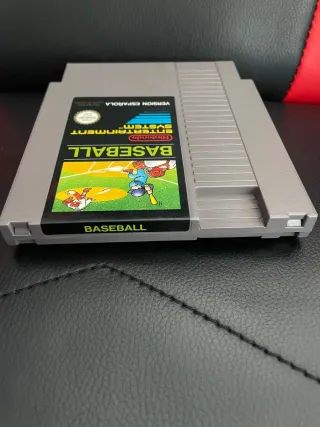 BASEBALL
Nintendo
ENTERTAINMENT
SYSTEM
VERSION ESPAÑOLA
BASEBALL